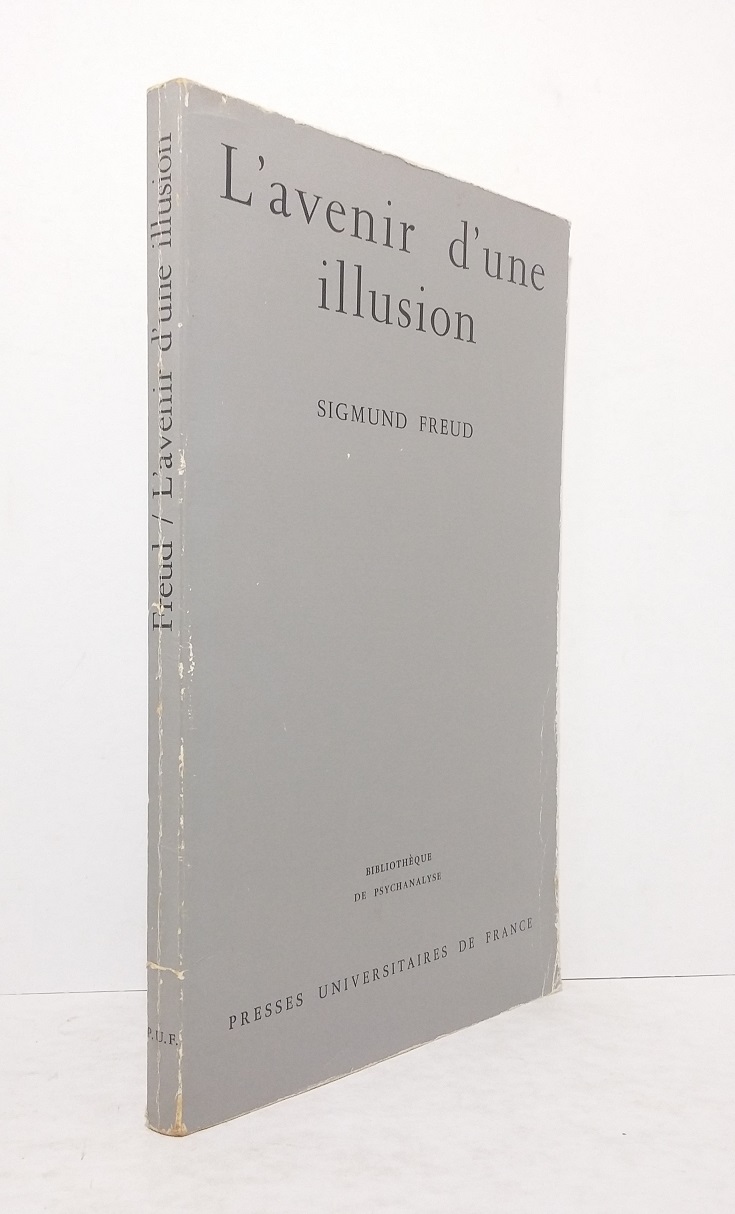 L'avenir d'une
illusion
SIGMUND FREUD
BIBLIOTHÈQUE
DE PSYCHANALYSE
PRESSES UNIVERSITAIRES DE FRANCE
Freud / L'avenir d'une illusion
P.U.F.